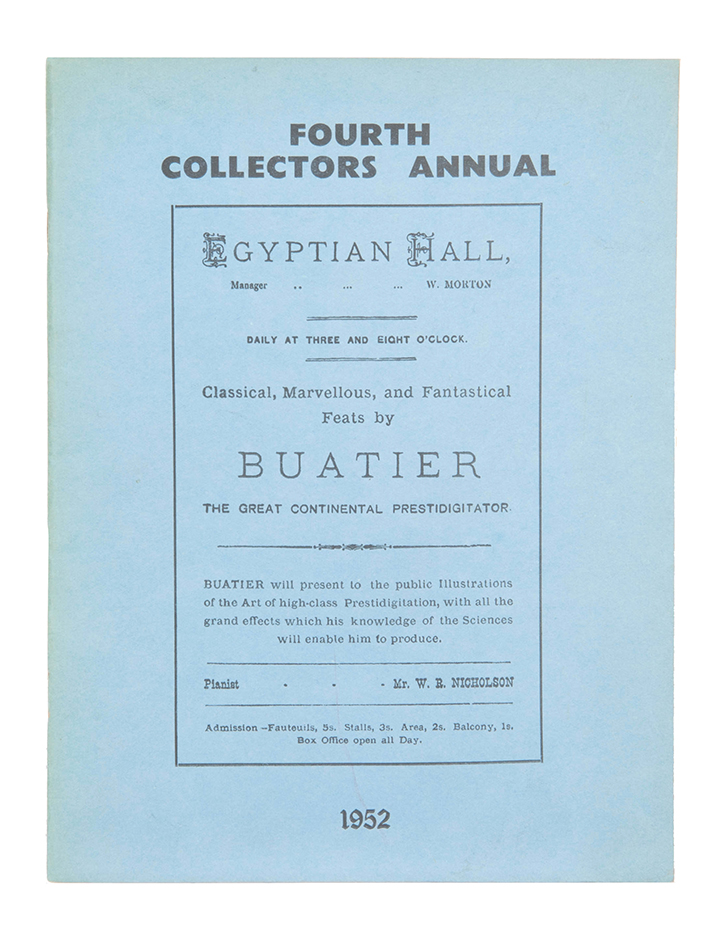 FOURTH
COLLECTORS ANNUAL
EGYPTIAN HALL,
Manager .. ... ... W. MORTON
DAILY AT THREE AND EIGHT O'CLOCK.
Classical, Marvellous, and Fantastical
Feats by
BUATIER
THE GREAT CONTINENTAL PRESTIDIGITATOR.
BUATIER will present to the public Illustrations
of the Art of high-class Prestidigitation, with all the
grand effects which his knowledge of the Sciences
will enable him to produce.
Pianist - - - Mr. W. R. NICHOLSON
Admission—Fauteuils, 5s. Stalls, 3s. Area, 2s. Balcony, 1s.
Box Office open all Day.
1952